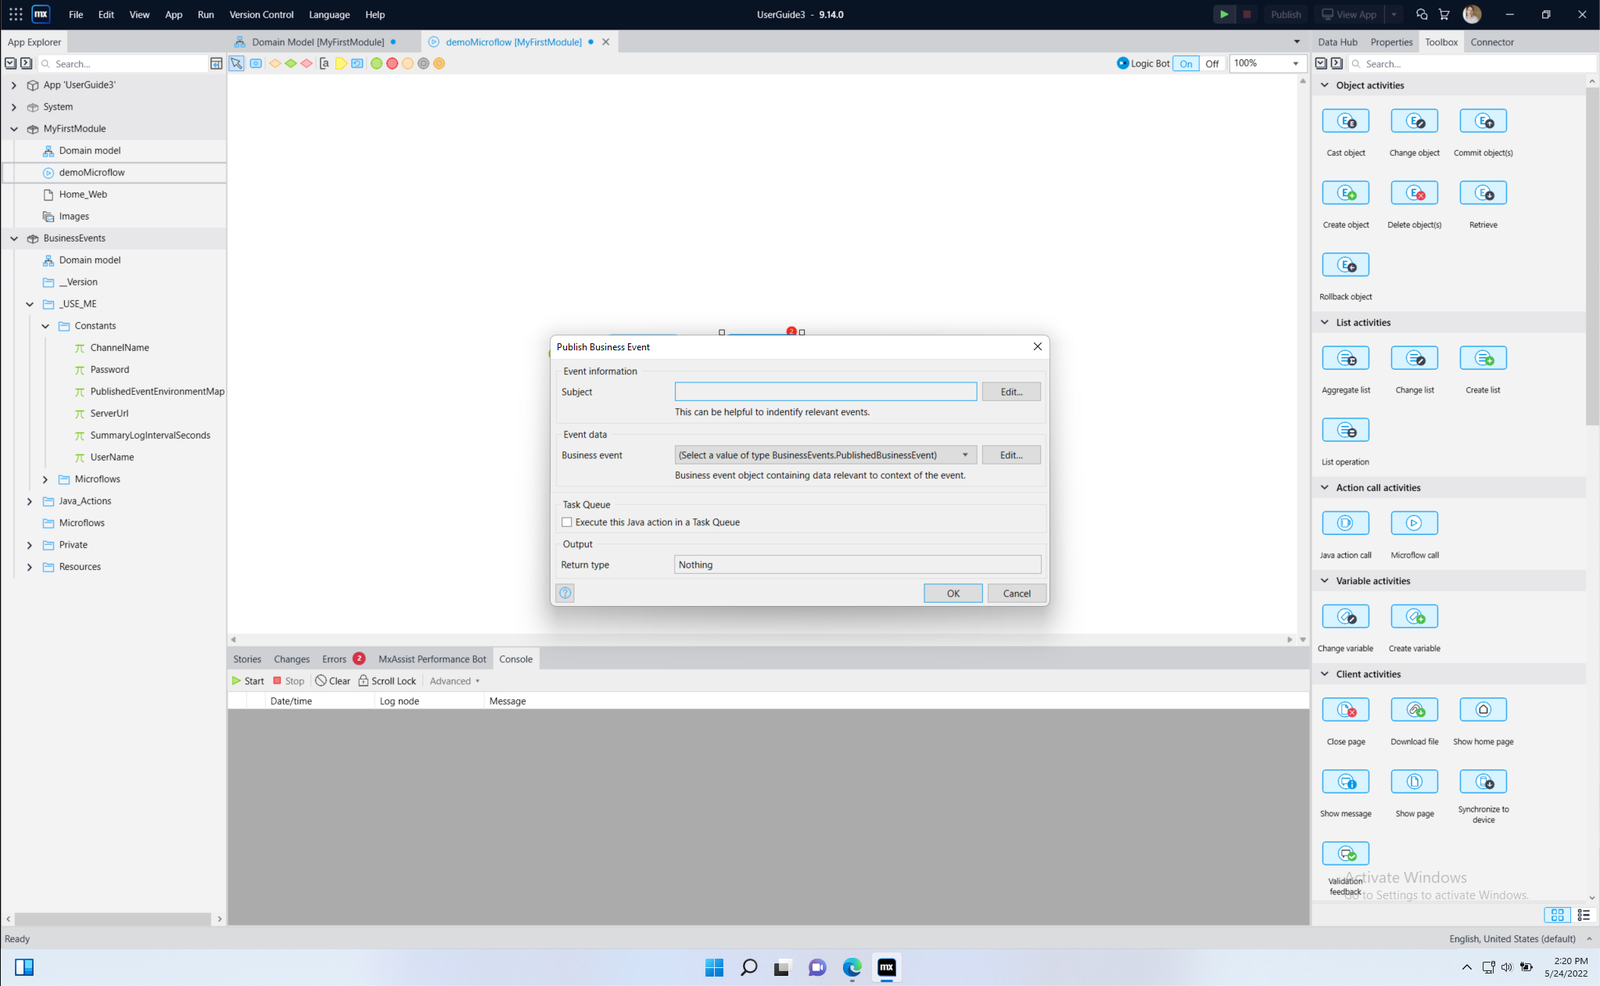 mx File Edit View App Run Version Control Language Help UserGuide3 - 9.14.0 Publish View App
App Explorer Domain Model [MyFirstModule] demoMicroflow [MyFirstModule] Data Hub Properties Toolbox Connector
Search... Logic Bot On Off 100% Search...
App 'UserGuide3'
System
MyFirstModule
Domain model
demoMicroflow
Home_Web
Images
BusinessEvents
Domain model
__Version
_USE_ME
Constants
ChannelName
Password
PublishedEventEnvironmentMap
ServerUrl
SummaryLogIntervalSeconds
UserName
Microflows
Java_Actions
Microflows
Private
Resources
2
Publish Business Event
Event information
Subject Edit...
This can be helpful to indentify relevant events.
Event data
Business event (Select a value of type BusinessEvents.PublishedBusinessEvent) Edit...
Business event object containing data relevant to context of the event.
Task Queue
Execute this Java action in a Task Queue
Output
Return type Nothing
? OK Cancel
Stories Changes Errors 2 MxAssist Performance Bot Console
Start Stop Clear Scroll Lock Advanced
Date/time Log node Message
Object activities
Cast object Change object Commit object(s)
Create object Delete object(s) Retrieve
Rollback object
List activities
Aggregate list Change list Create list
List operation
Action call activities
Java action call Microflow call
Variable activities
Change variable Create variable
Client activities
Close page Download file Show home page
Show message Show page Synchronize to
device
Validation
feedback
Activate Windows
Go to Settings to activate Windows.
Ready English, United States (default)
mx 2:20 PM
5/24/2022